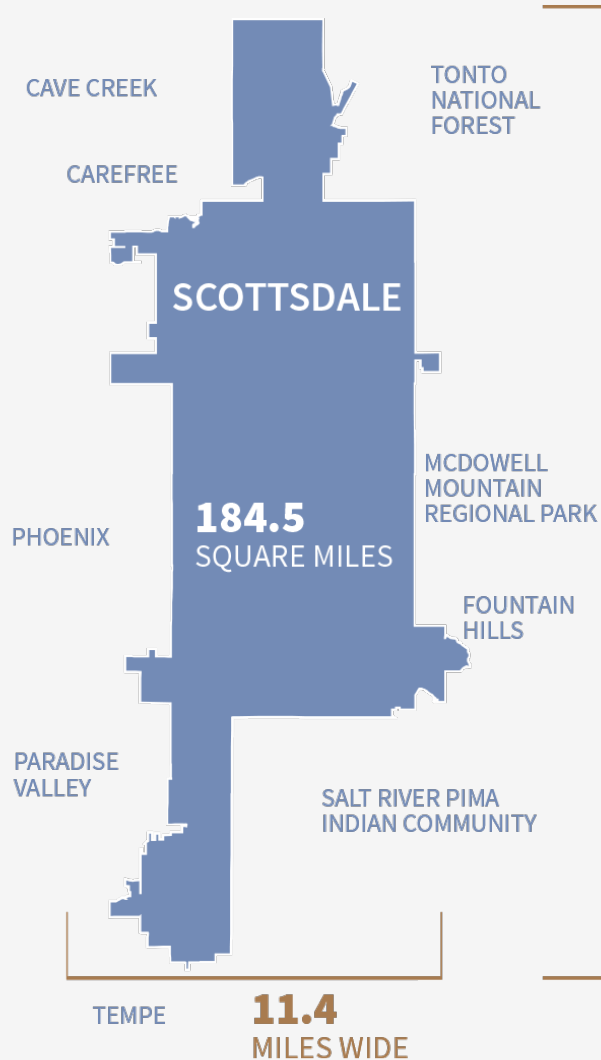 CAVE CREEK
TONTO
NATIONAL
FOREST
CAREFREE
SCOTTSDALE
184.5
SQUARE MILES
MCDOWELL
MOUNTAIN
REGIONAL PARK
PHOENIX
FOUNTAIN
HILLS
PARADISE
VALLEY
SALT RIVER PIMA
INDIAN COMMUNITY
TEMPE
11.4
MILES WIDE